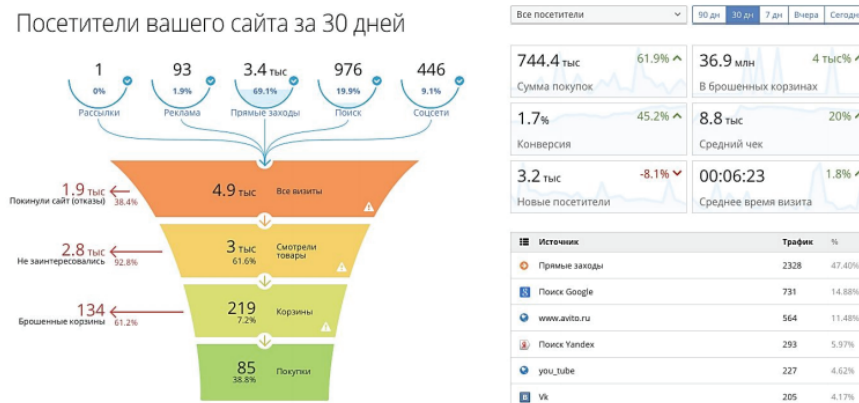 Посетители вашего сайта за 30 дней
1 93 3.4 тыс 976 446
0% 1.9% 69.1% 19.9% 9.1%
Рассылки Реклама Прямые заходы Поиск Соцсети
1.9 тыс
Покинули сайт (отказы) 38.4%
4.9 тыс Все визиты
2.8 тыс
Не заинтересовались 92.8%
3 тыс Смотрели товары
61.6%
134
Брошенные корзины 61.2%
219 Корзины
7.2%
85 Покупки
38.8%
Все посетители 90 дн 30 дн 7 дн Вчера Сегодн
744.4 тыс 61.9%
Сумма покупок
36.9 млн 4 тыс%
В брошенных корзинах
1.7% 45.2%
Конверсия
8.8 тыс 20%
Средний чек
3.2 тыс -8.1%
Новые посетители
00:06:23 1.8%
Среднее время визита
Источник Трафик %
Прямые заходы 2328 47.40%
Поиск Google 731 14.88%
www.avito.ru 564 11.48%
Поиск Yandex 293 5.97%
you_tube 227 4.62%
Vk 205 4.17%